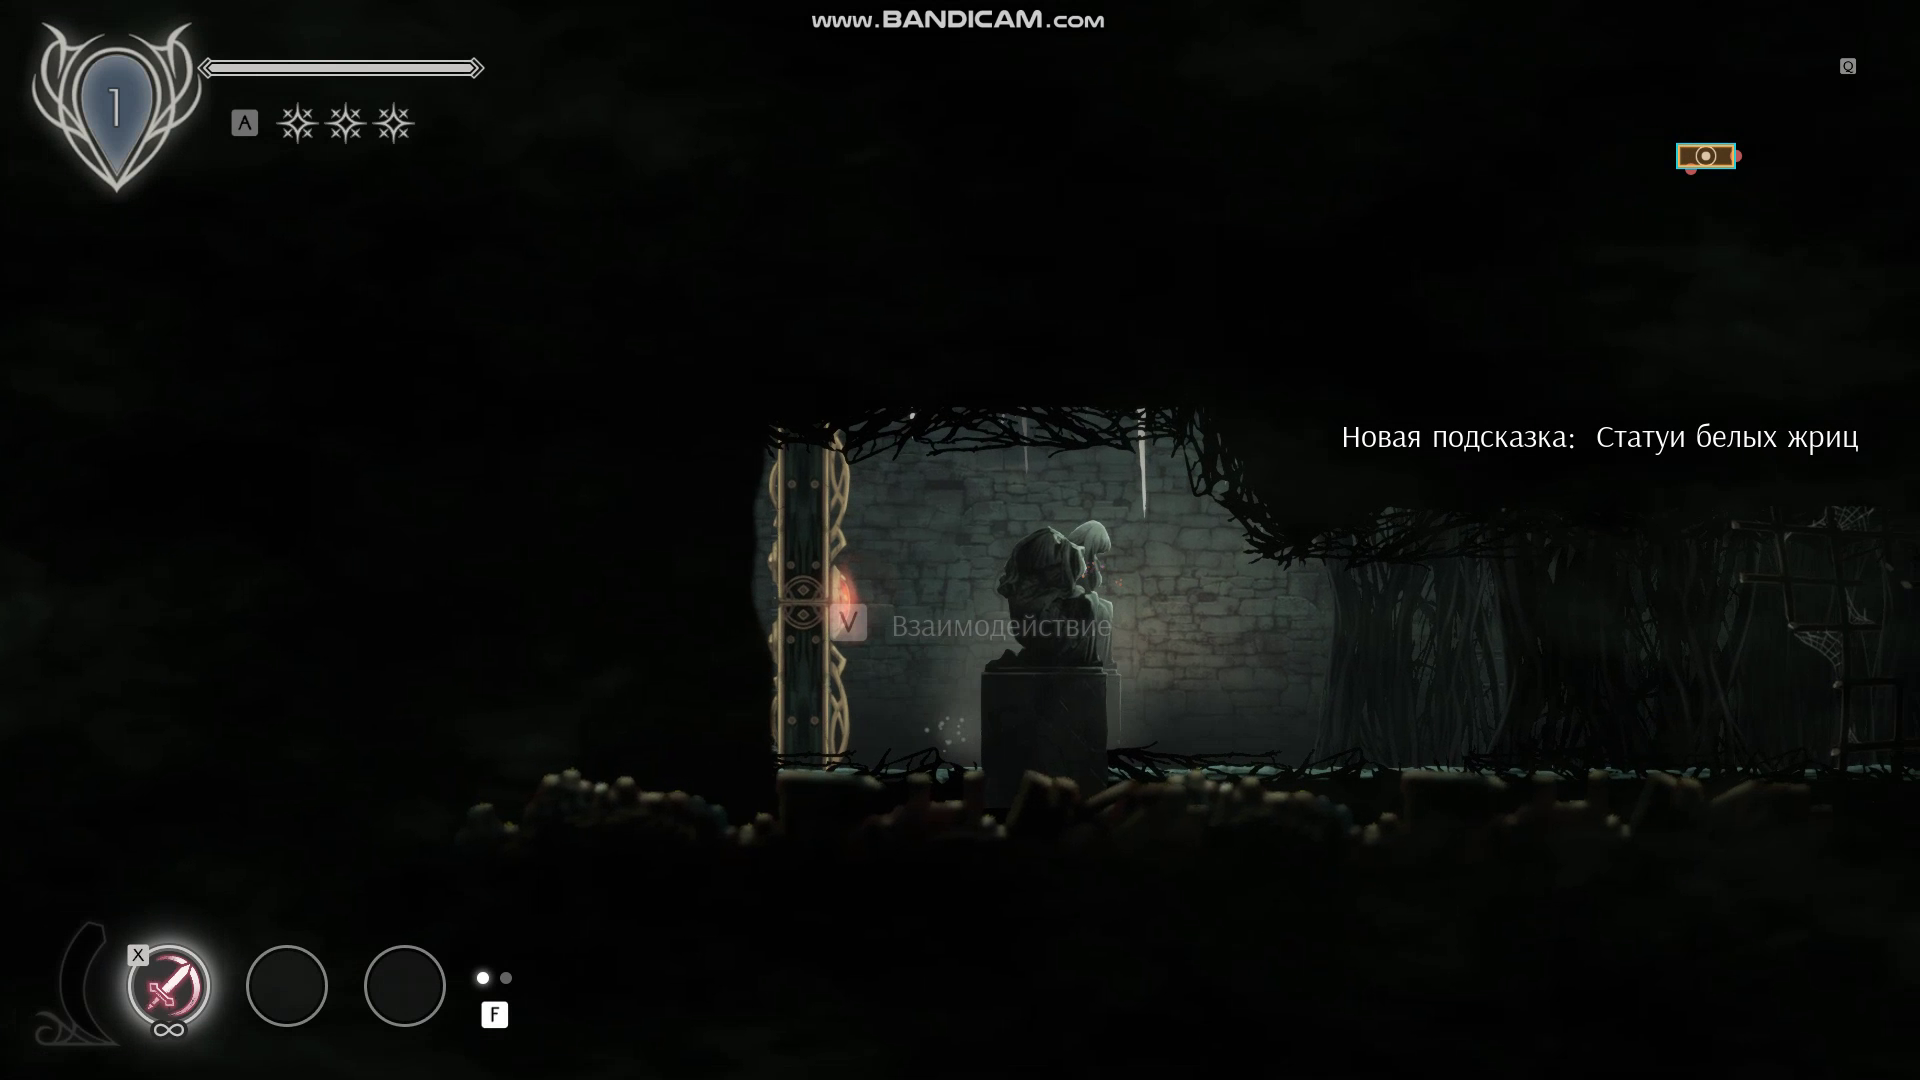 www.BANDICAM.com
1
Q
A
Новая подсказка: Статуи белых жриц
V Взаимодействие
X
F